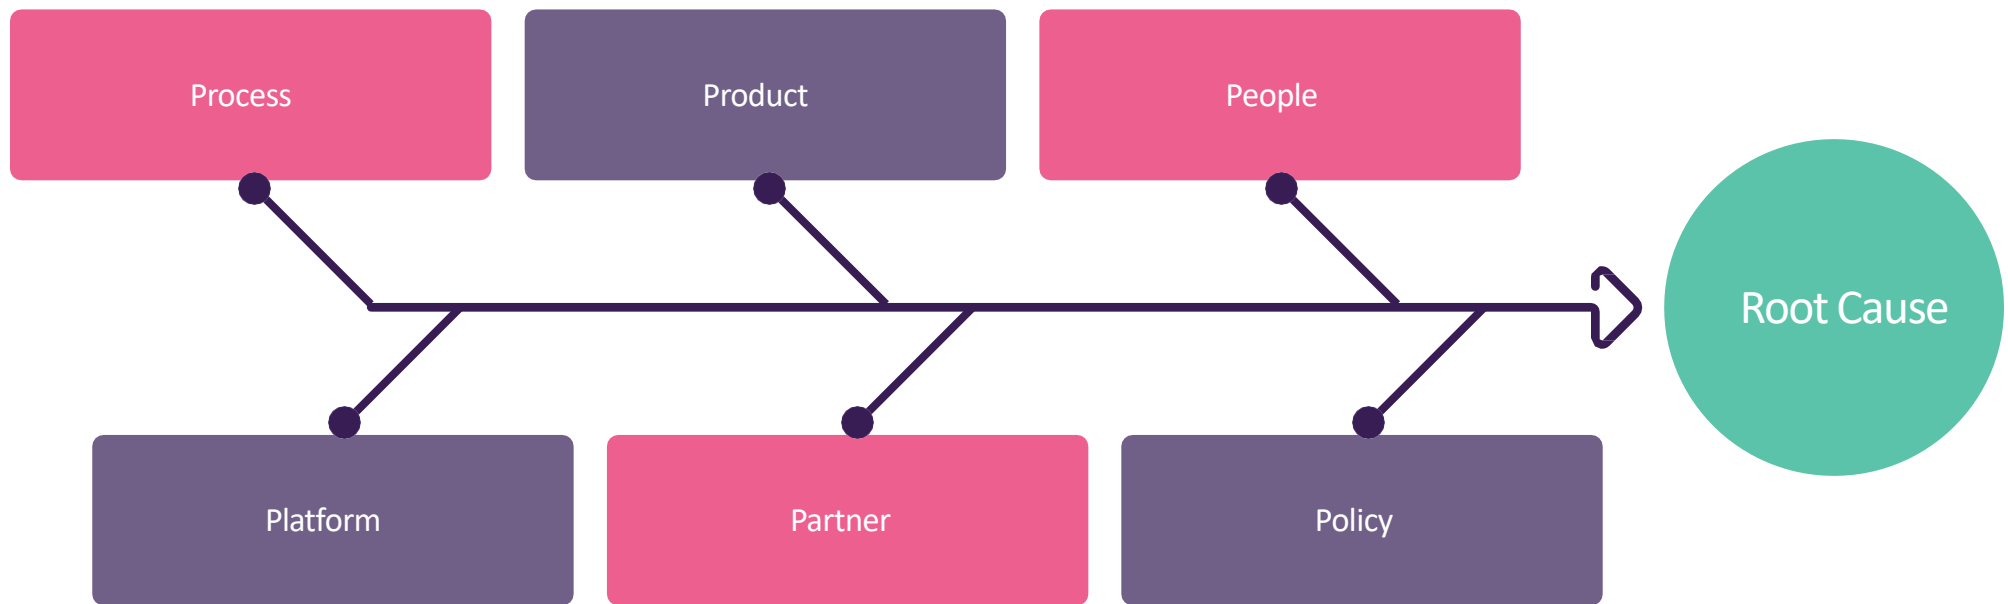 Process
Product
People
Root Cause
Platform
Partner
Policy